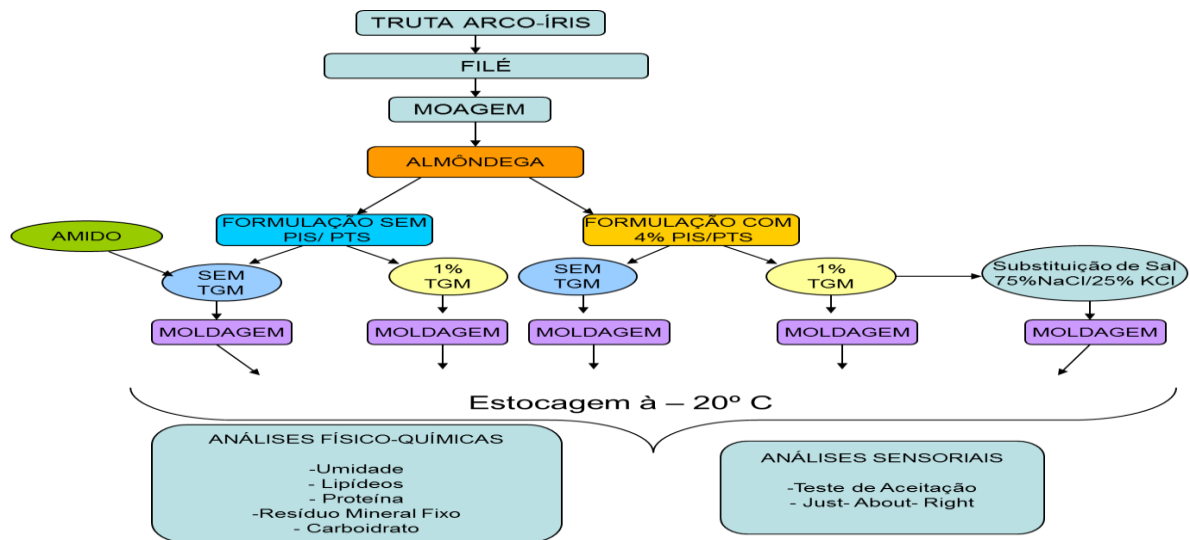 TRUTA ARCO-ÍRIS
FILÉ
MOAGEM
ALMÔNDEGA
FORMULAÇÃO SEM
PIS/ PTS
FORMULAÇÃO COM
4% PIS/PTS
AMIDO
SEM
TGM
1%
TGM
SEM
TGM
1%
TGM
Substituição de Sal
75%NaCl/25% KCl
MOLDAGEM
MOLDAGEM
MOLDAGEM
MOLDAGEM
MOLDAGEM
Estocagem à – 20º C
ANÁLISES FÍSICO-QUÍMICAS
-Umidade
- Lipídeos
- Proteína
-Resíduo Mineral Fixo
- Carboidrato
ANÁLISES SENSORIAIS
-Teste de Aceitação
- Just- About- Right